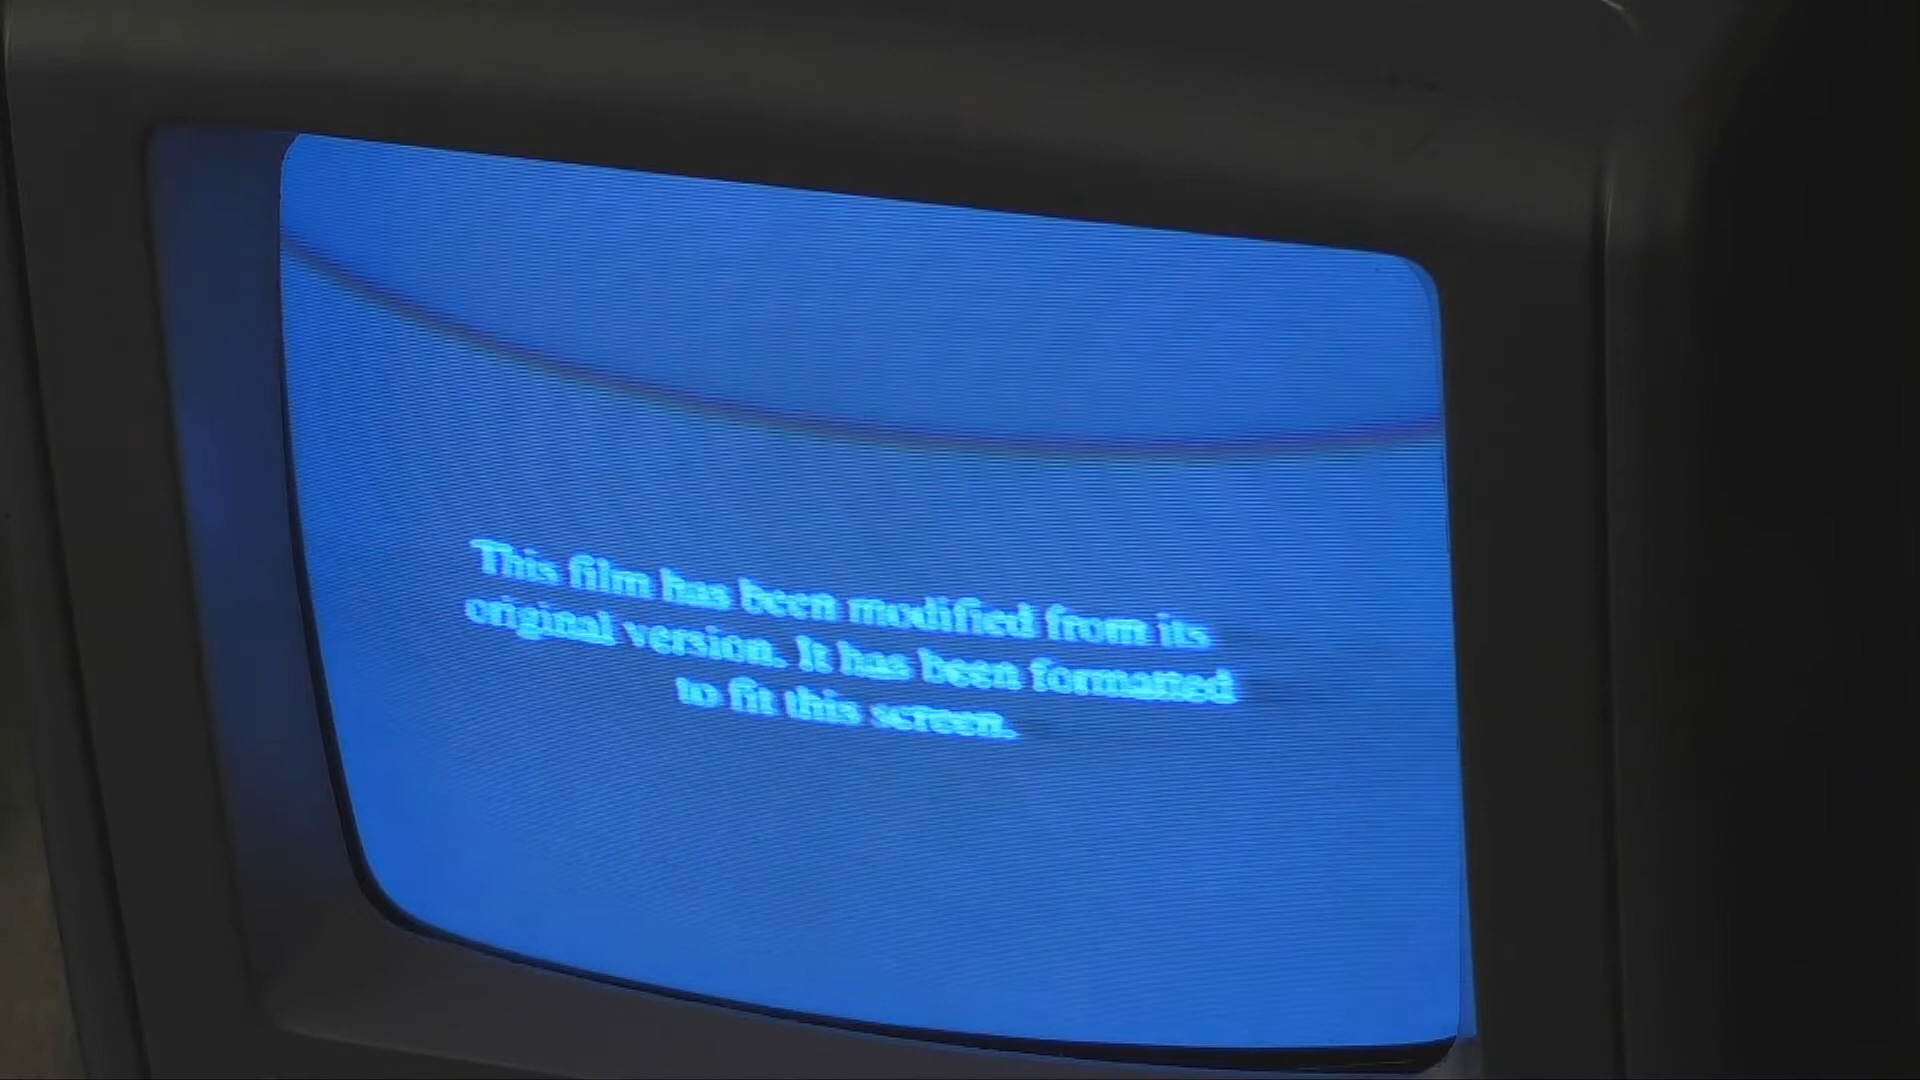 This film has been modified from its
original version. It has been formatted
to fit this screen.